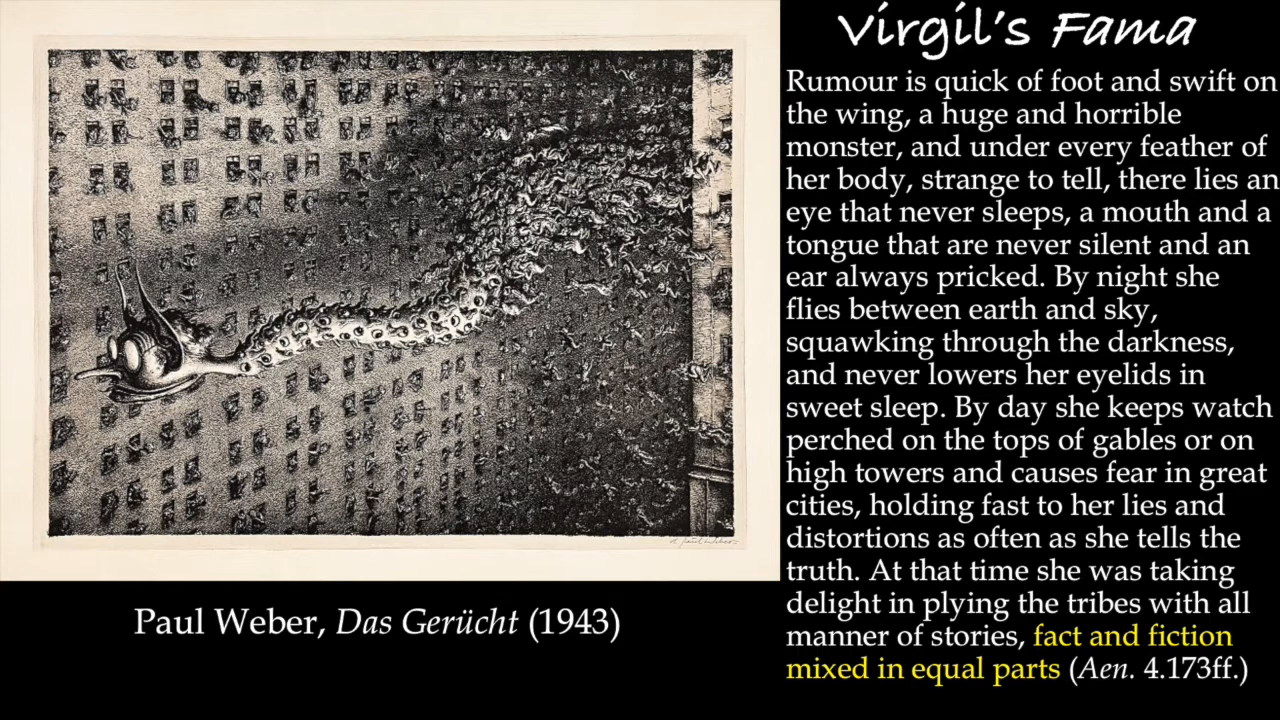 Virgil's Fama
Rumour is quick of foot and swift on
the wing, a huge and horrible
monster, and under every feather of
her body, strange to tell, there lies an
eye that never sleeps, a mouth and a
tongue that are never silent and an
ear always pricked. By night she
flies between earth and sky,
squawking through the darkness,
and never lowers her eyelids in
sweet sleep. By day she keeps watch
perched on the tops of gables or on
high towers and causes fear in great
cities, holding fast to her lies and
distortions as often as she tells the
truth. At that time she was taking
delight in plying the tribes with all
manner of stories, fact and fiction
mixed in equal parts (Aen. 4.173ff.)
Paul Weber, Das Gerücht (1943)